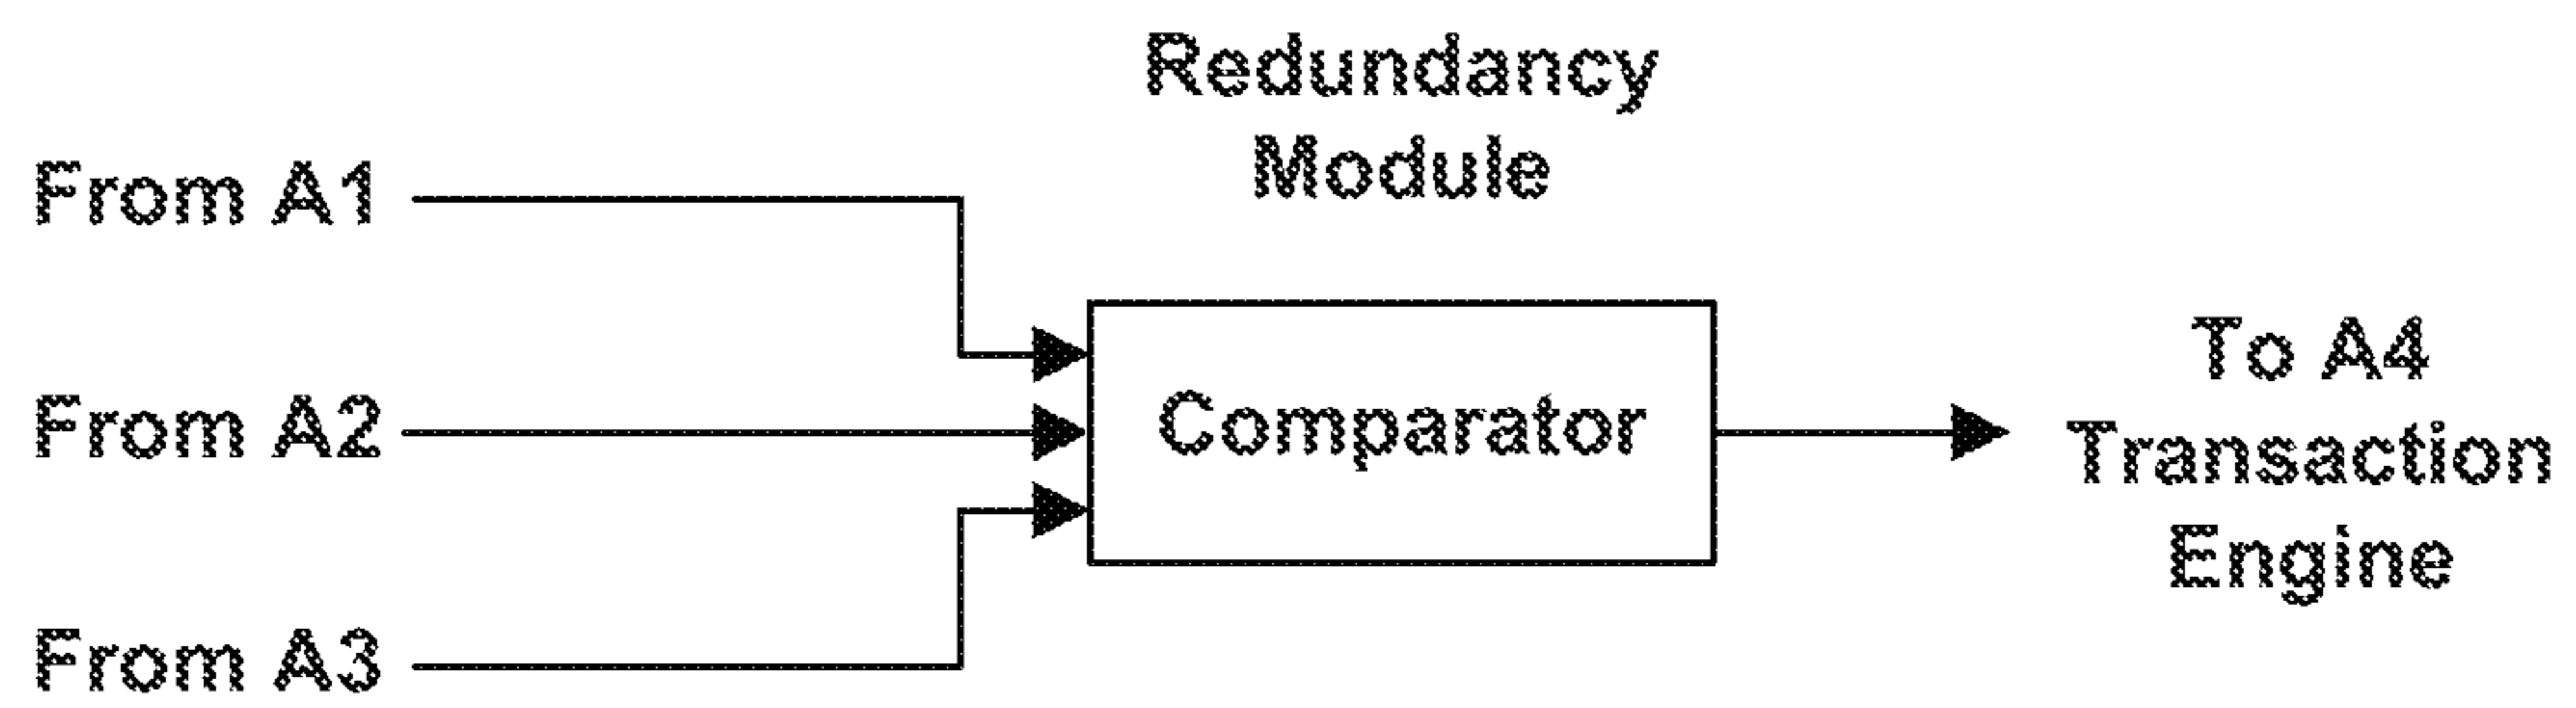 Redundancy
Module
From A1
From A2
From A3
Comparator
To A4
Transaction
Engine